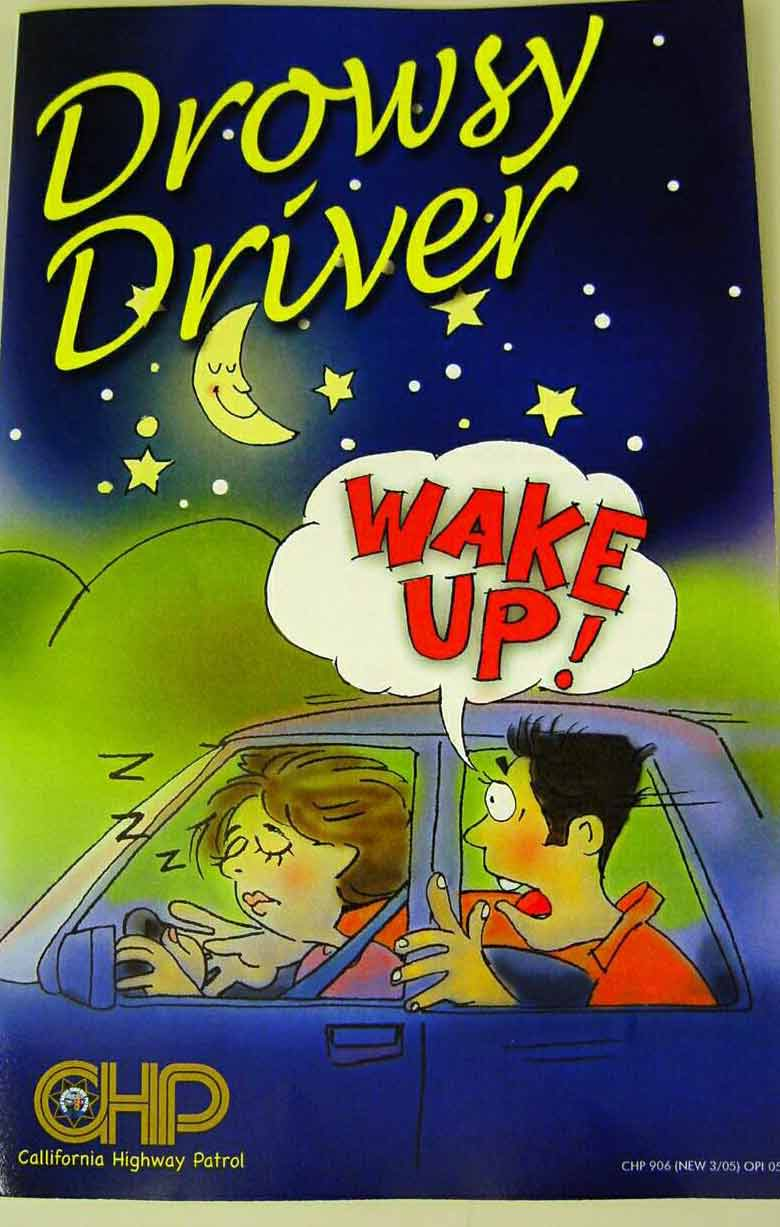 Drowsy
Driver
WAKE
UP!
Z
Z
Z
CHP
Callifornia Highway Patrol
CHP 906 (NEW 3/05) OPI 05